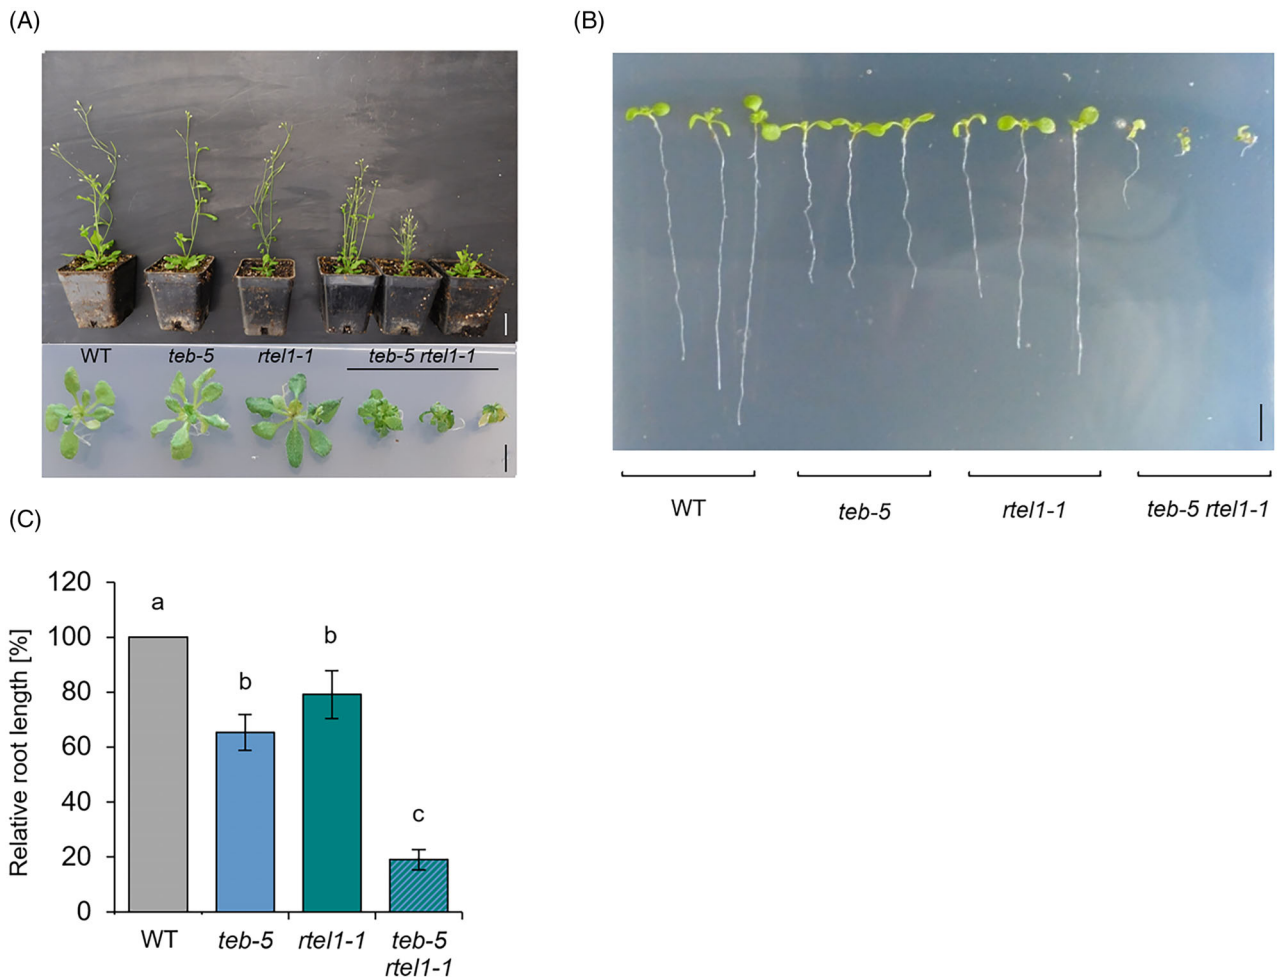 (A)
WT teb-5 rtel1-1 teb-5 rtel1-1
(B)
WT teb-5 rtel1-1 teb-5 rtel1-1
(C)
Relative root length [%]
120
100
80
60
40
20
0
a
b
b
c
WT teb-5 rtel1-1 teb-5
rtel1-1